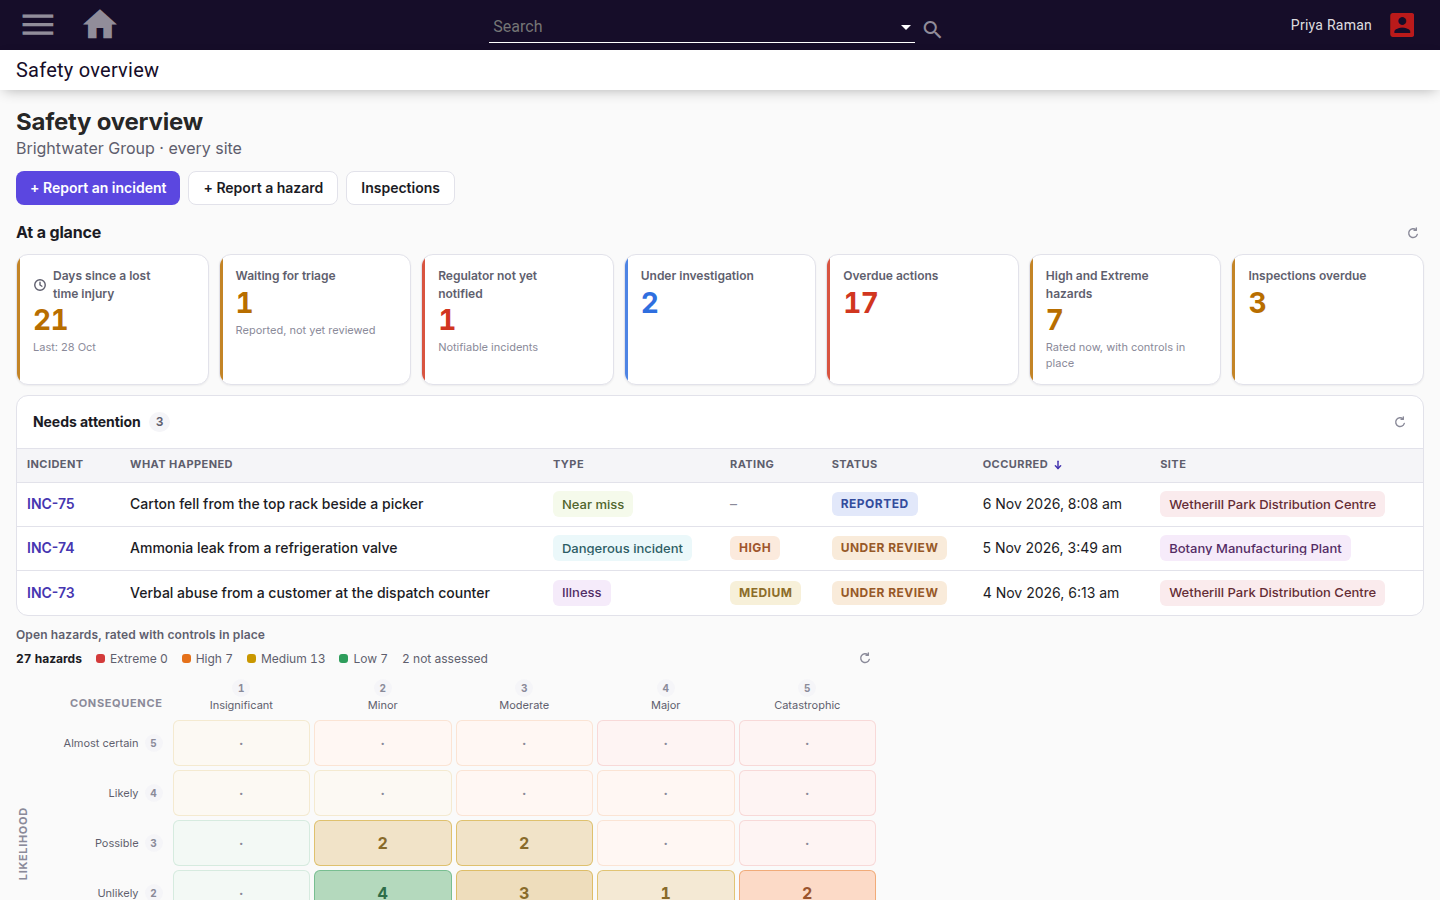 Search
Priya Raman
Safety overview
Safety overview
Brightwater Group · every site
+ Report an incident
+ Report a hazard
Inspections
At a glance
Days since a lost time injury
21
Last: 28 Oct
Waiting for triage
1
Reported, not yet reviewed
Regulator not yet notified
1
Notifiable incidents
Under investigation
2
Overdue actions
17
High and Extreme hazards
7
Rated now, with controls in place
Inspections overdue
3
Needs attention 3
INCIDENT WHAT HAPPENED TYPE RATING STATUS OCCURRED SITE
INC-75 Carton fell from the top rack beside a picker Near miss – REPORTED 6 Nov 2026, 8:08 am Wetherill Park Distribution Centre
INC-74 Ammonia leak from a refrigeration valve Dangerous incident HIGH UNDER REVIEW 5 Nov 2026, 3:49 am Botany Manufacturing Plant
INC-73 Verbal abuse from a customer at the dispatch counter Illness MEDIUM UNDER REVIEW 4 Nov 2026, 6:13 am Wetherill Park Distribution Centre
Open hazards, rated with controls in place
27 hazards Extreme 0 High 7 Medium 13 Low 7 2 not assessed
1 2 3 4 5
CONSEQUENCE Insignificant Minor Moderate Major Catastrophic
Almost certain 5 · · · · ·
Likely 4 · · · · ·
LIKELIHOOD
Possible 3 · 2 2 · ·
Unlikely 2 · 4 3 1 2